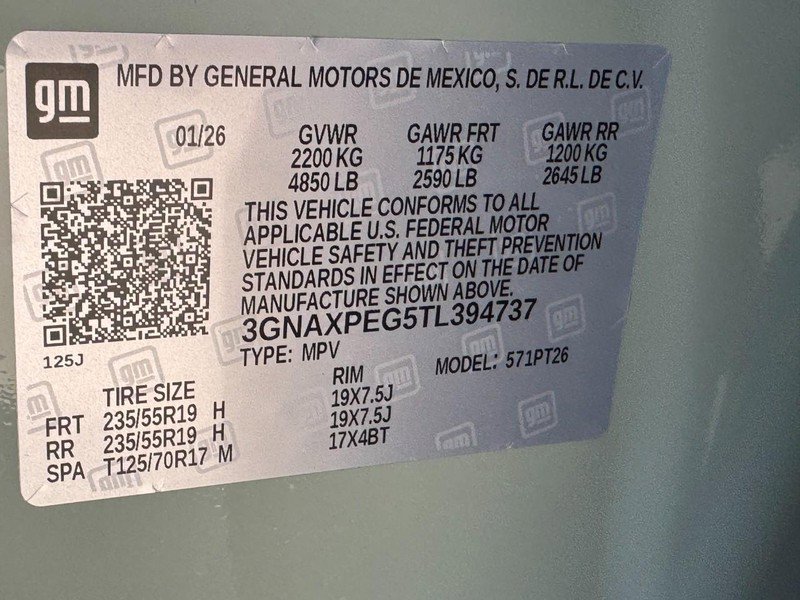 gm MFD BY GENERAL MOTORS DE MEXICO, S. DE R.L. DE C.V.
01/26 GVWR GAWR FRT GAWR RR
2200 KG 1175 KG 1200 KG
4850 LB 2590 LB 2645 LB
THIS VEHICLE CONFORMS TO ALL
APPLICABLE U.S. FEDERAL MOTOR
VEHICLE SAFETY AND THEFT PREVENTION
STANDARDS IN EFFECT ON THE DATE OF
MANUFACTURE SHOWN ABOVE.
3GNAXPEG5TL394737
125J
TYPE: MPV MODEL: 571PT26
TIRE SIZE RIM
FRT 235/55R19 H 19X7.5J
RR 235/55R19 H 19X7.5J
SPA T125/70R17 M 17X4BT